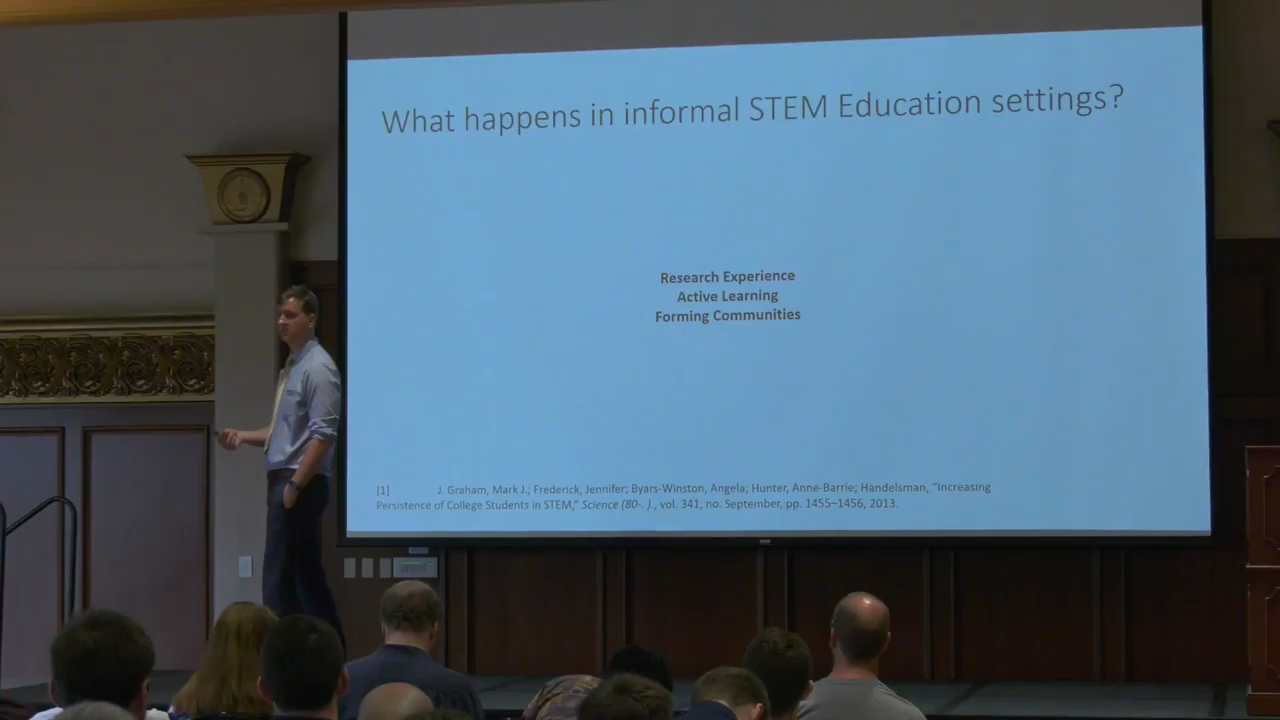 What happens in informal STEM Education settings?
Research Experience
Active Learning
Forming Communities
[1] J. Graham, Mark J.; Frederick, Jennifer; Byars-Winston, Angela; Hunter, Anne-Barrie; Handelsman, "Increasing
Persistence of College Students in STEM," Science (80-. )., vol. 341, no. September, pp. 1455–1456, 2013.